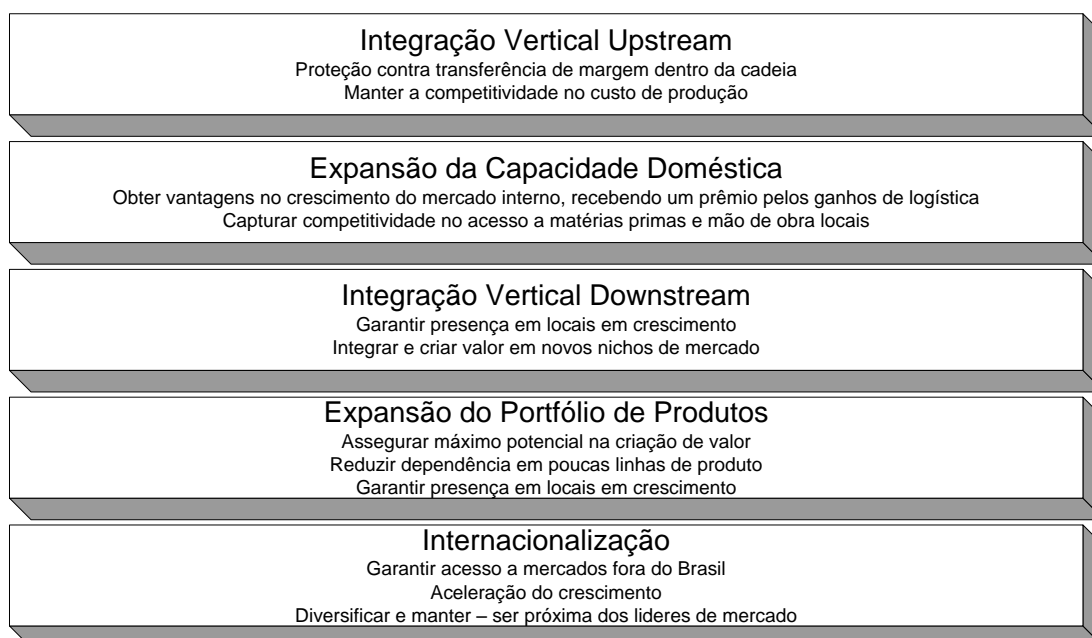 Integração Vertical Upstream
Proteção contra transferência de margem dentro da cadeia
Manter a competitividade no custo de produção
Expansão da Capacidade Doméstica
Obter vantagens no crescimento do mercado interno, recebendo um prêmio pelos ganhos de logística
Capturar competitividade no acesso a matérias primas e mão de obra locais
Integração Vertical Downstream
Garantir presença em locais em crescimento
Integrar e criar valor em novos nichos de mercado
Expansão do Portfólio de Produtos
Assegurar máximo potencial na criação de valor
Reduzir dependência em poucas linhas de produto
Garantir presença em locais em crescimento
Internacionalização
Garantir acesso a mercados fora do Brasil
Aceleração do crescimento
Diversificar e manter – ser próxima dos lideres de mercado